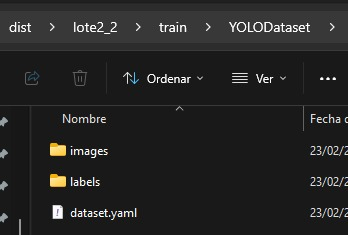 dist > lote2_2 > train > YOLODataset >
Ordenar Ver ...
Nombre Fecha d
images 23/02/2
labels 23/02/2
dataset.yaml 23/02/2